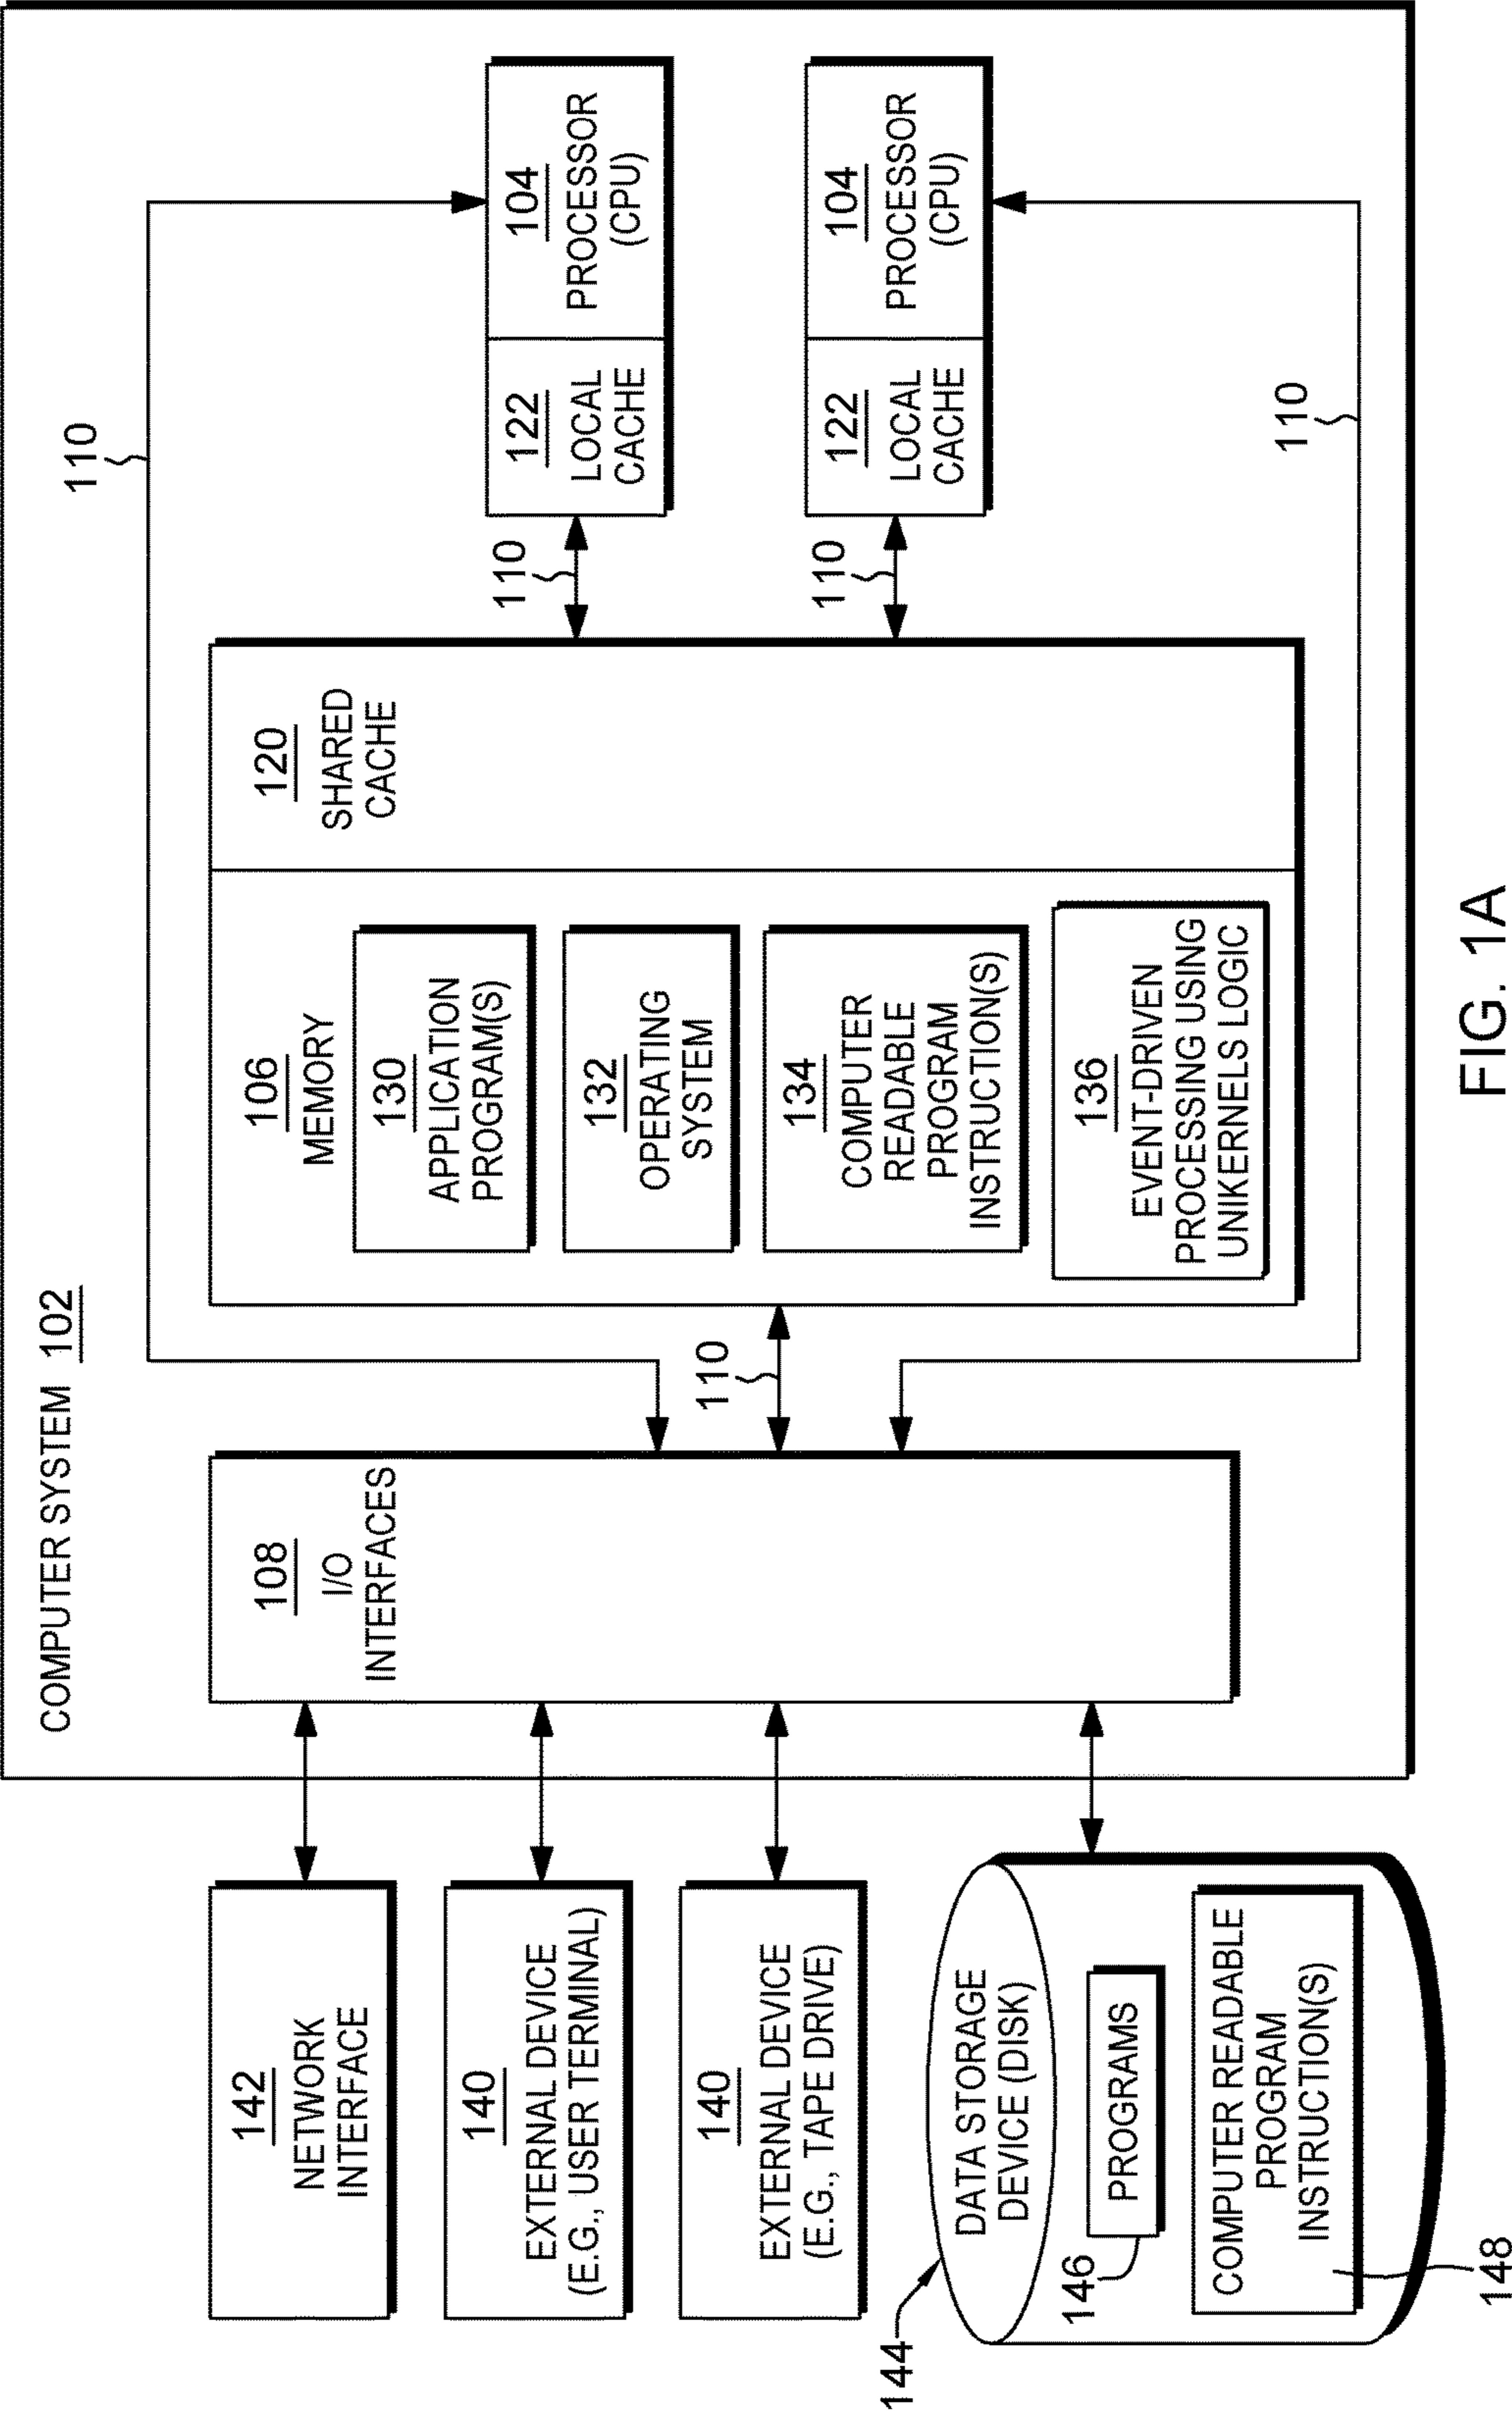 COMPUTER SYSTEM 102
142
NETWORK
INTERFACE
140
EXTERNAL DEVICE
(E.G., USER TERMINAL)
140
EXTERNAL DEVICE
(E.G., TAPE DRIVE)
144
DATA STORAGE
DEVICE (DISK)
146
PROGRAMS
COMPUTER READABLE
PROGRAM
INSTRUCTION(S)
148
108
I/O
INTERFACES
110
110
106
MEMORY
130
APPLICATION
PROGRAM(S)
132
OPERATING
SYSTEM
134
COMPUTER
READABLE
PROGRAM
INSTRUCTION(S)
136
EVENT-DRIVEN
PROCESSING USING
UNIKERNELS LOGIC
120
SHARED
CACHE
110
110
122
LOCAL
CACHE
104
PROCESSOR
(CPU)
122
LOCAL
CACHE
104
PROCESSOR
(CPU)
110
FIG. 1A